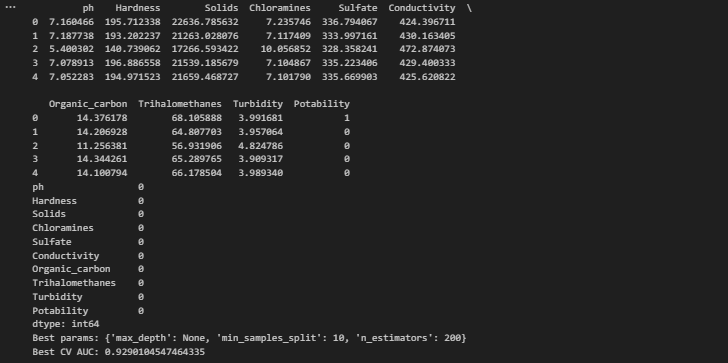 ...
ph Hardness Solids Chloramines Sulfate Conductivity \
0 7.160466 195.712338 22636.785632 7.235746 336.794067 424.396711
1 7.187738 193.202237 21263.028076 7.117409 333.997161 430.163405
2 5.400302 140.739062 17266.593422 10.056852 328.358241 472.874073
3 7.078913 196.886558 21539.185679 7.104867 335.223406 429.400333
4 7.052283 194.971523 21659.468727 7.101790 335.669903 425.620822
Organic_carbon Trihalomethanes Turbidity Potability
0 14.376178 68.105888 3.991681 1
1 14.206928 64.807703 3.957064 0
2 11.256381 56.931906 4.824786 0
3 14.344261 65.289765 3.909317 0
4 14.100794 66.178504 3.989340 0
ph 0
Hardness 0
Solids 0
Chloramines 0
Sulfate 0
Conductivity 0
Organic_carbon 0
Trihalomethanes 0
Turbidity 0
Potability 0
dtype: int64
Best params: {'max_depth': None, 'min_samples_split': 10, 'n_estimators': 200}
Best CV AUC: 0.9290104547464335